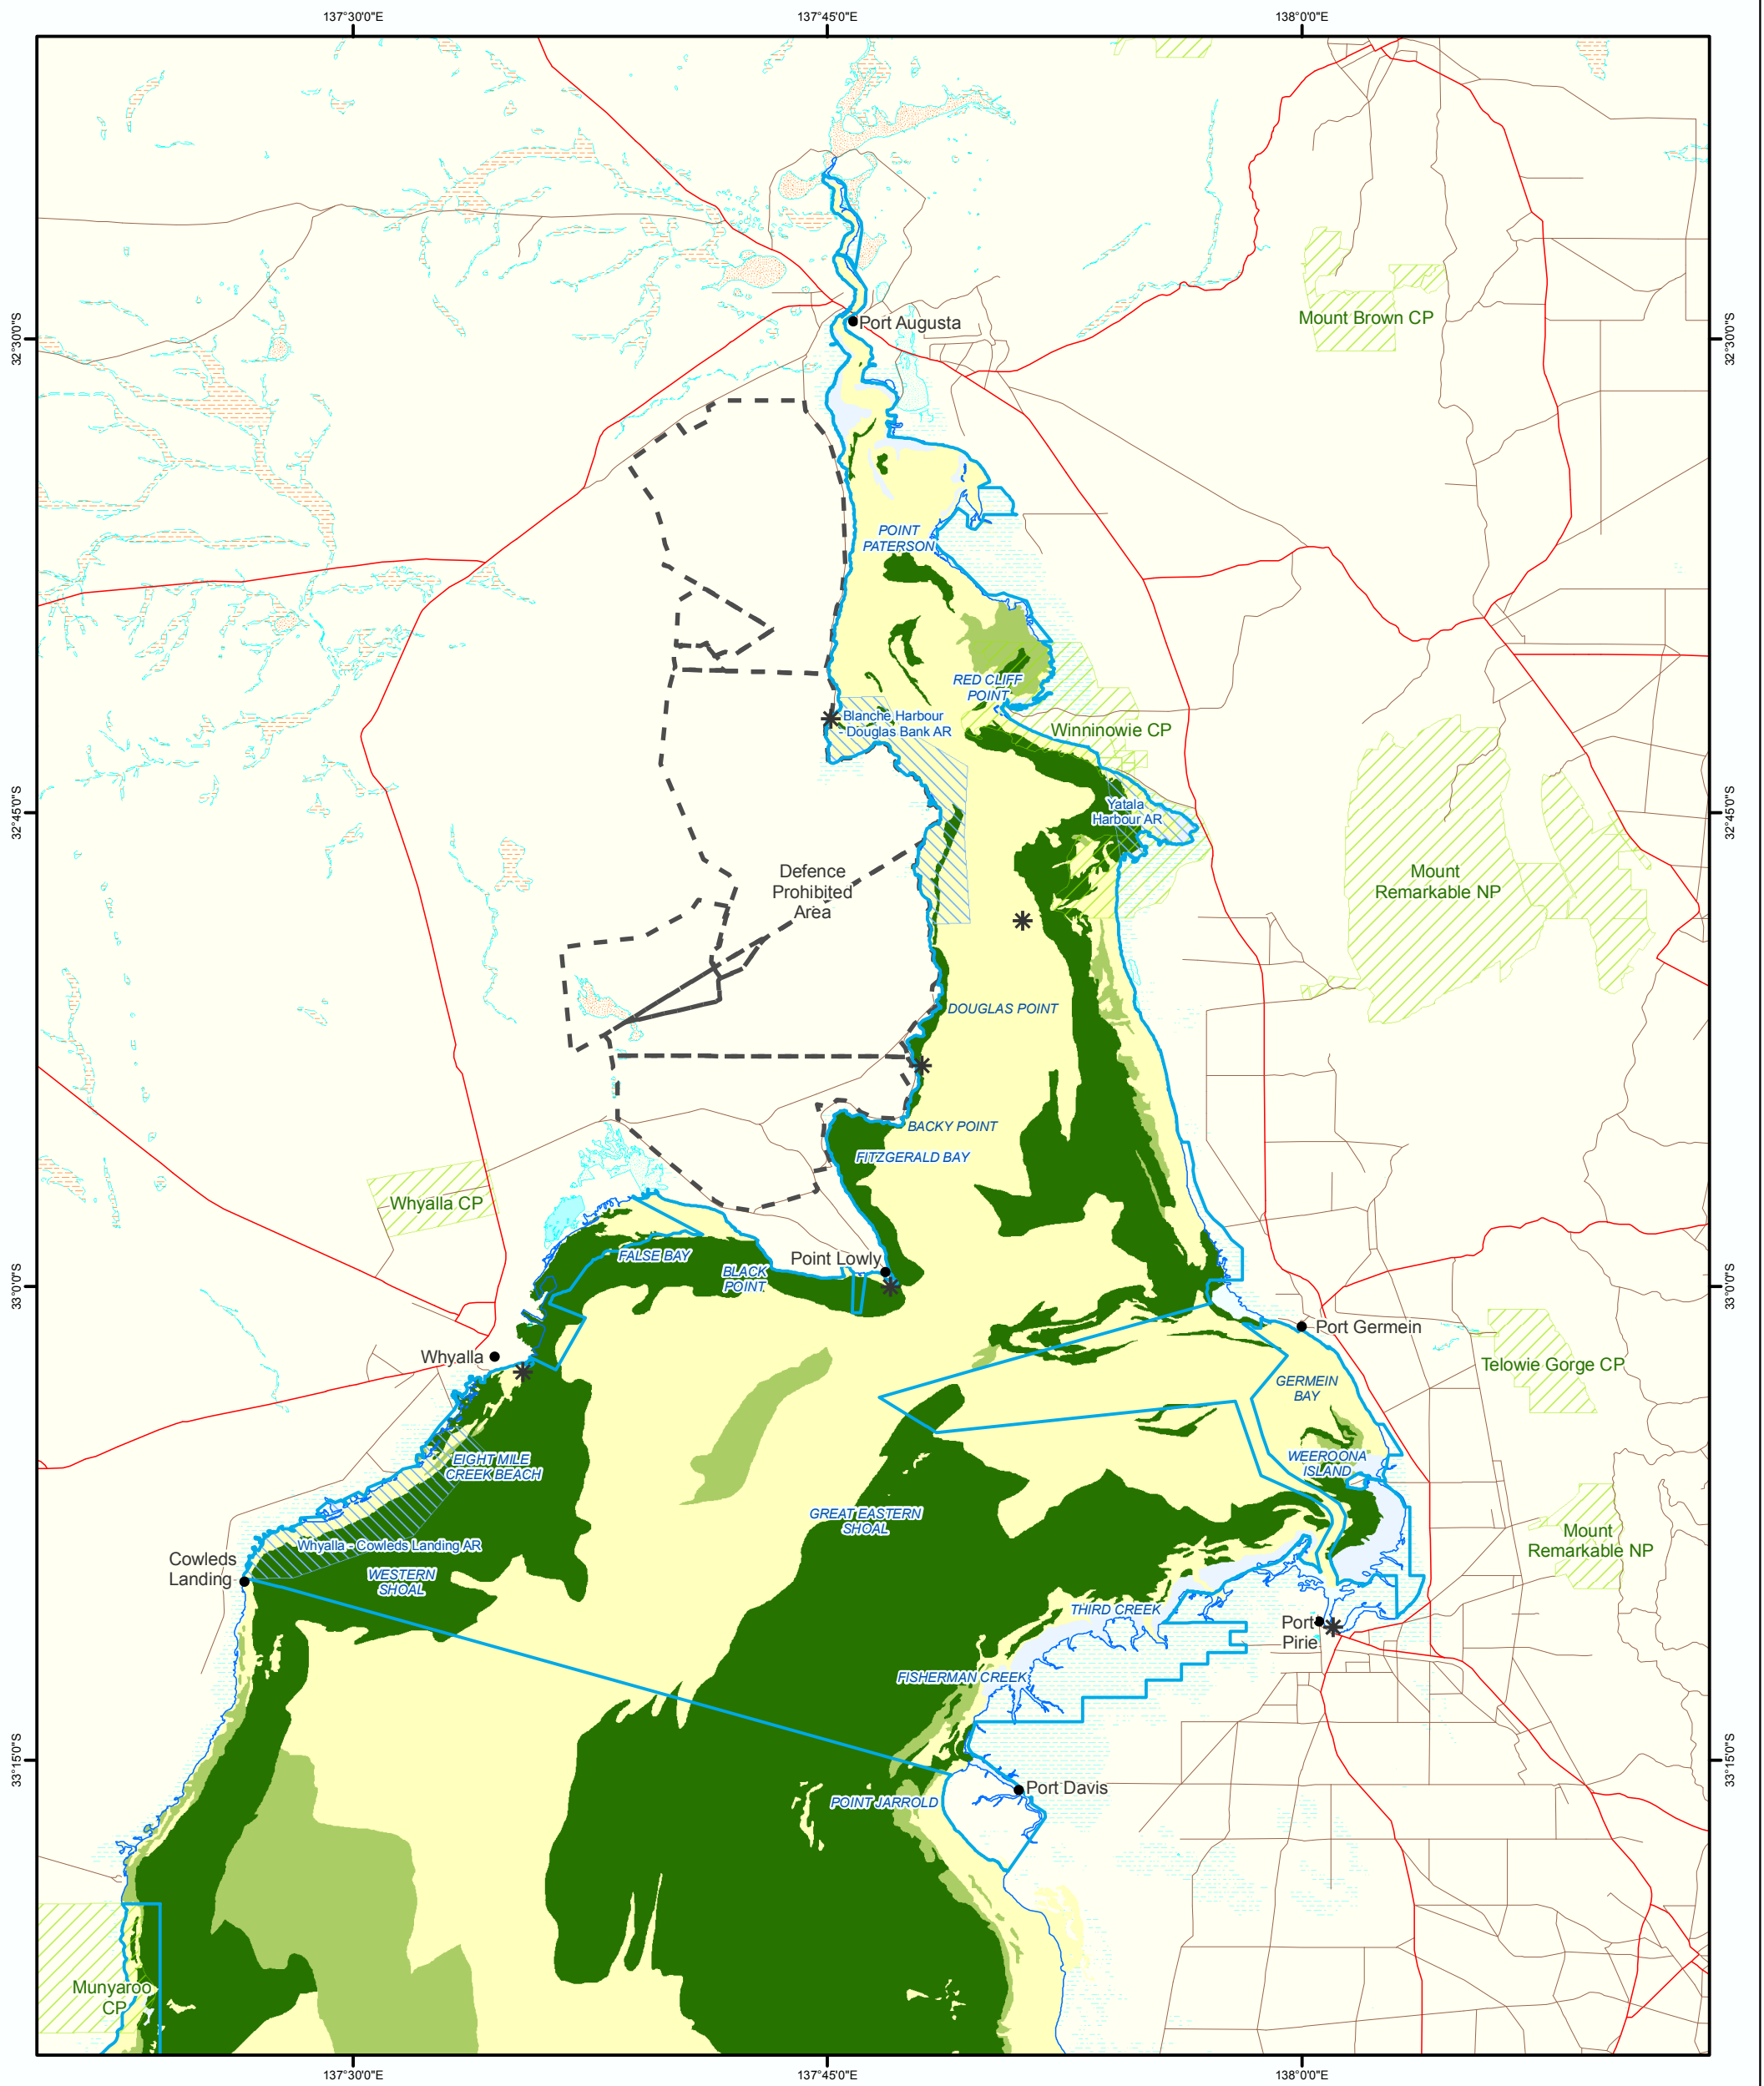 137°30'0"E
137°45'0"E
138°0'0"E
Mount Brown CP
Port Augusta
32°30'0"S
32°30'0"S
POINT
PATERSON
RED CLIFF
POINT
Blanche Harbour
- Douglas Bank AR
Winninowie CP
Yatala
Harbour AR
32°45'0"S
32°45'0"S
Defence
Prohibited
Area
Mount
Remarkable NP
DOUGLAS POINT
BACKY POINT
FITZGERALD BAY
Whyalla CP
FALSE BAY
BLACK
POINT
Point Lowly
33°0'0"S
33°0'0"S
Port Germein
Whyalla
Telowie Gorge CP
GERMEIN
BAY
EIGHT MILE
CREEK BEACH
WEEROONA
ISLAND
GREAT EASTERN
SHOAL
Whyalla - Cowleds Landing AR
Cowleds
Landing
WESTERN
SHOAL
Mount
Remarkable NP
THIRD CREEK
Port
Pirie
FISHERMAN CREEK
33°15'0"S
33°15'0"S
Port Davis
POINT JARROLD
Munyaroo
CP
137°30'0"E
137°45'0"E
138°0'0"E